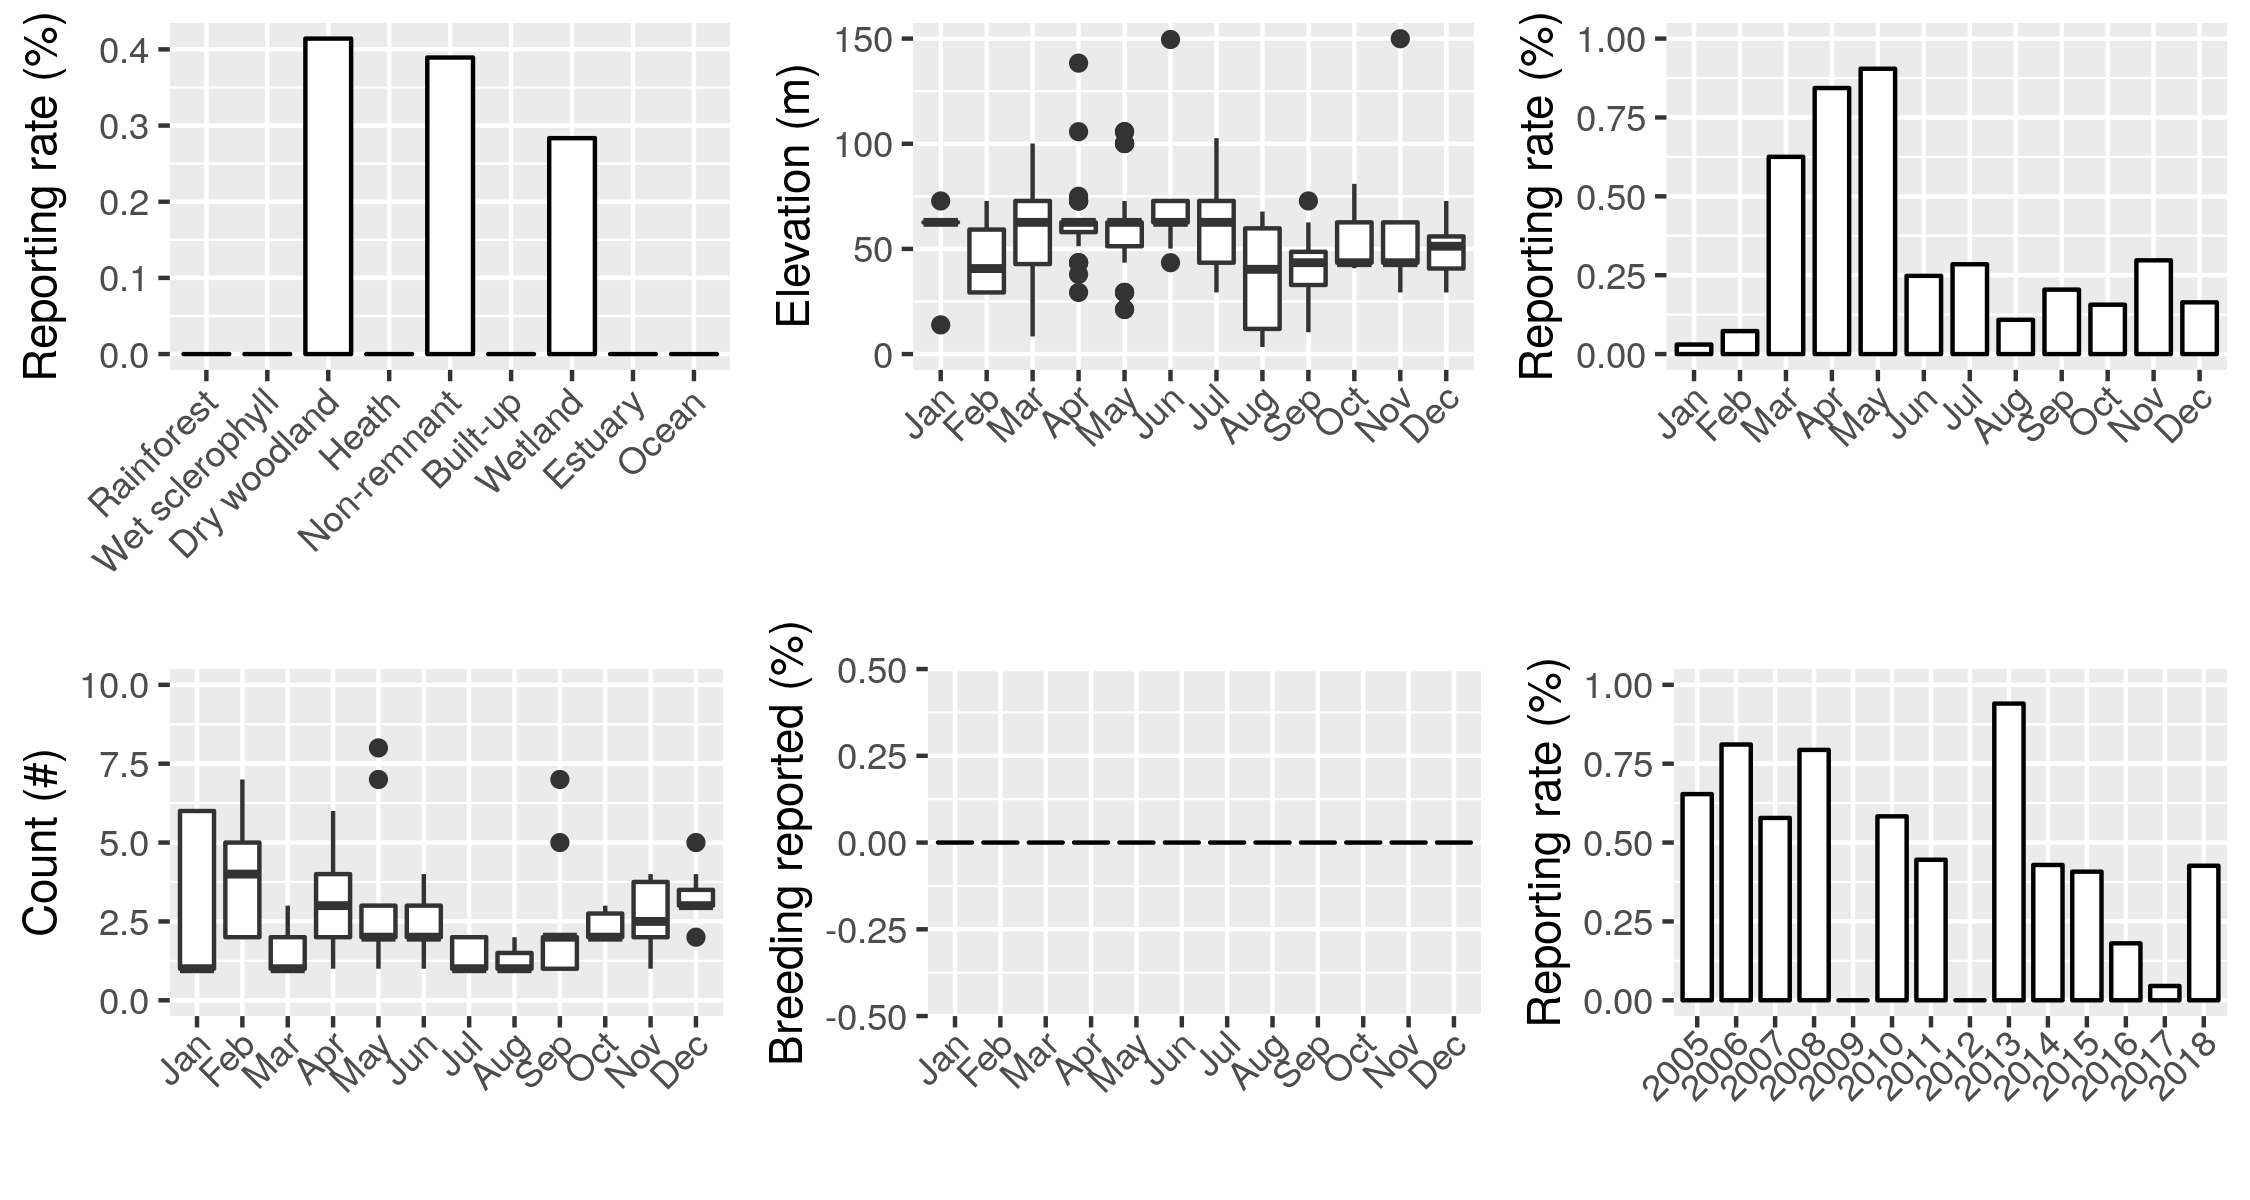 Reporting rate (%)
0.4
0.3
0.2
0.1
0.0
Rainforest
Wet sclerophyll
Dry woodland
Heath
Non-remnant
Built-up
Wetland
Estuary
Ocean
Elevation (m)
150
100
50
0
Jan
Feb
Mar
Apr
May
Jun
Jul
Aug
Sep
Oct
Nov
Dec
Reporting rate (%)
1.00
0.75
0.50
0.25
0.00
Jan
Feb
Mar
Apr
May
Jun
Jul
Aug
Sep
Oct
Nov
Dec
Count (#)
10.0
7.5
5.0
2.5
0.0
Jan
Feb
Mar
Apr
May
Jun
Jul
Aug
Sep
Oct
Nov
Dec
Breeding reported (%)
0.50
0.25
0.00
-0.25
-0.50
Jan
Feb
Mar
Apr
May
Jun
Jul
Aug
Sep
Oct
Nov
Dec
Reporting rate (%)
1.00
0.75
0.50
0.25
0.00
2005
2006
2007
2008
2009
2010
2011
2012
2013
2014
2015
2016
2017
2018